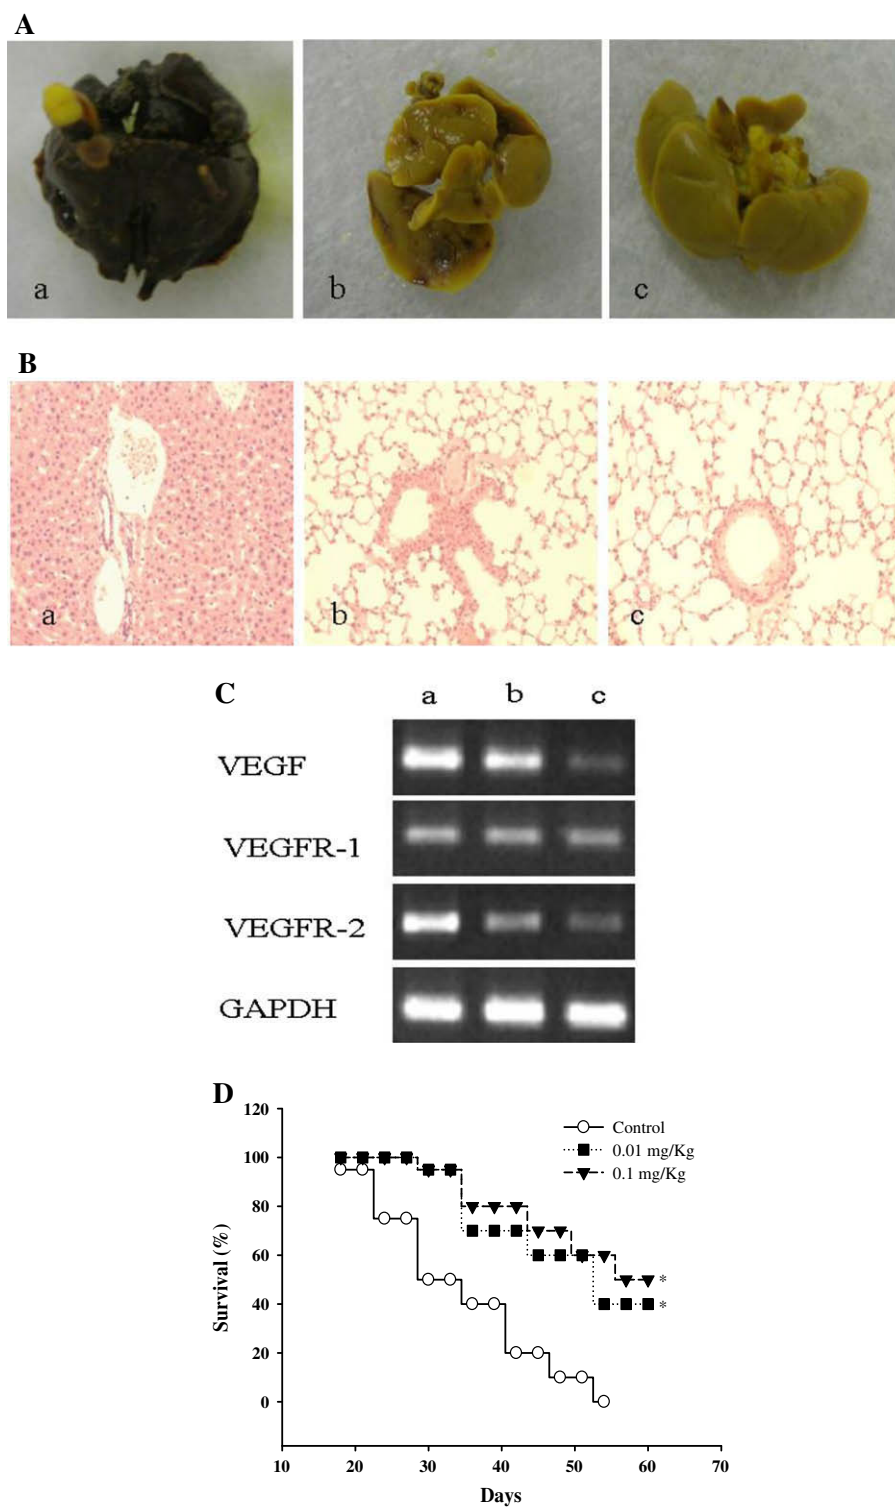 A
a b c
B
a b c
C a b c
VEGF
VEGFR-1
VEGFR-2
GAPDH
D
120
100
80
60
40
20
0
Survival (%)
Control
0.01 mg/Kg
0.1 mg/Kg
*
*
10 20 30 40 50 60 70
Days